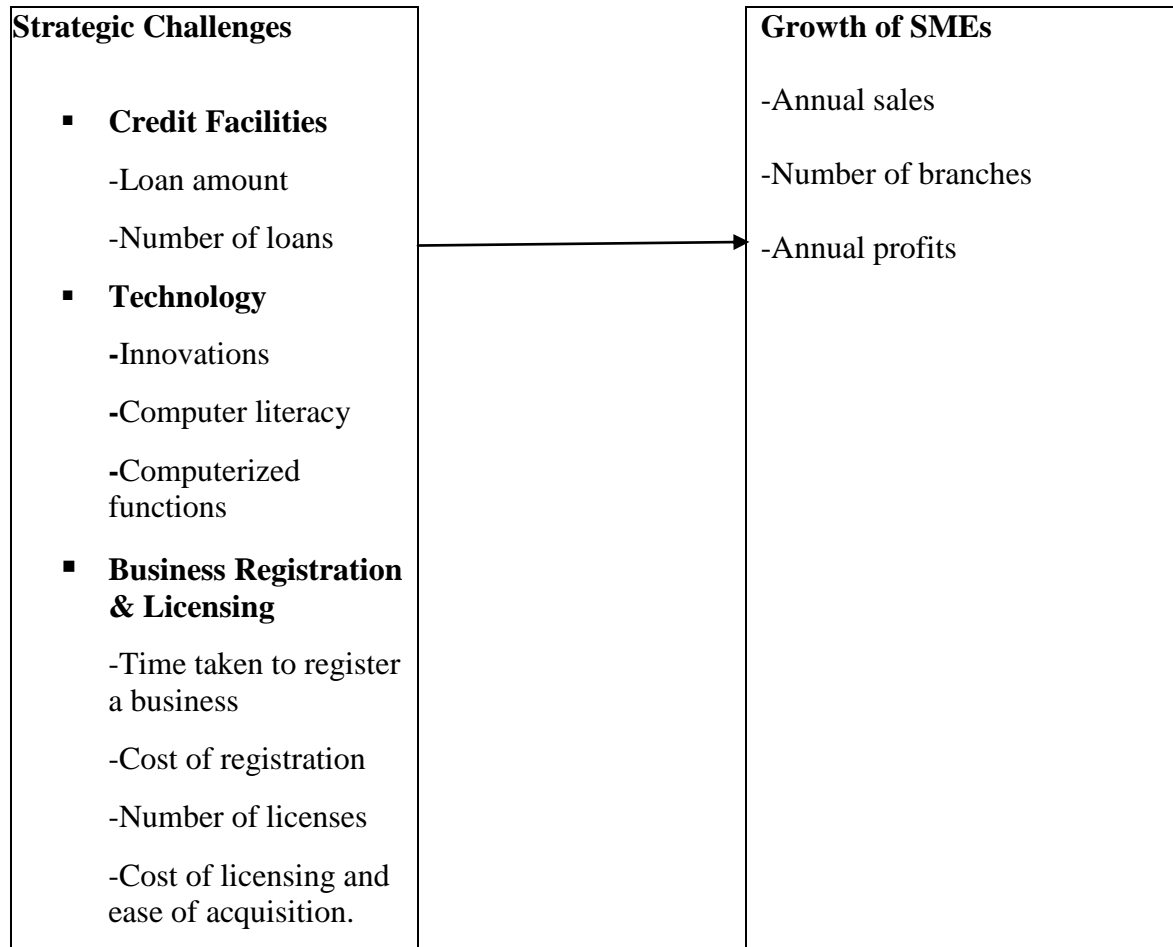 Strategic Challenges
▪ Credit Facilities
-Loan amount
-Number of loans
▪ Technology
-Innovations
-Computer literacy
-Computerized
functions
▪ Business Registration
& Licensing
-Time taken to register
a business
-Cost of registration
-Number of licenses
-Cost of licensing and
ease of acquisition.
Growth of SMEs
-Annual sales
-Number of branches
-Annual profits